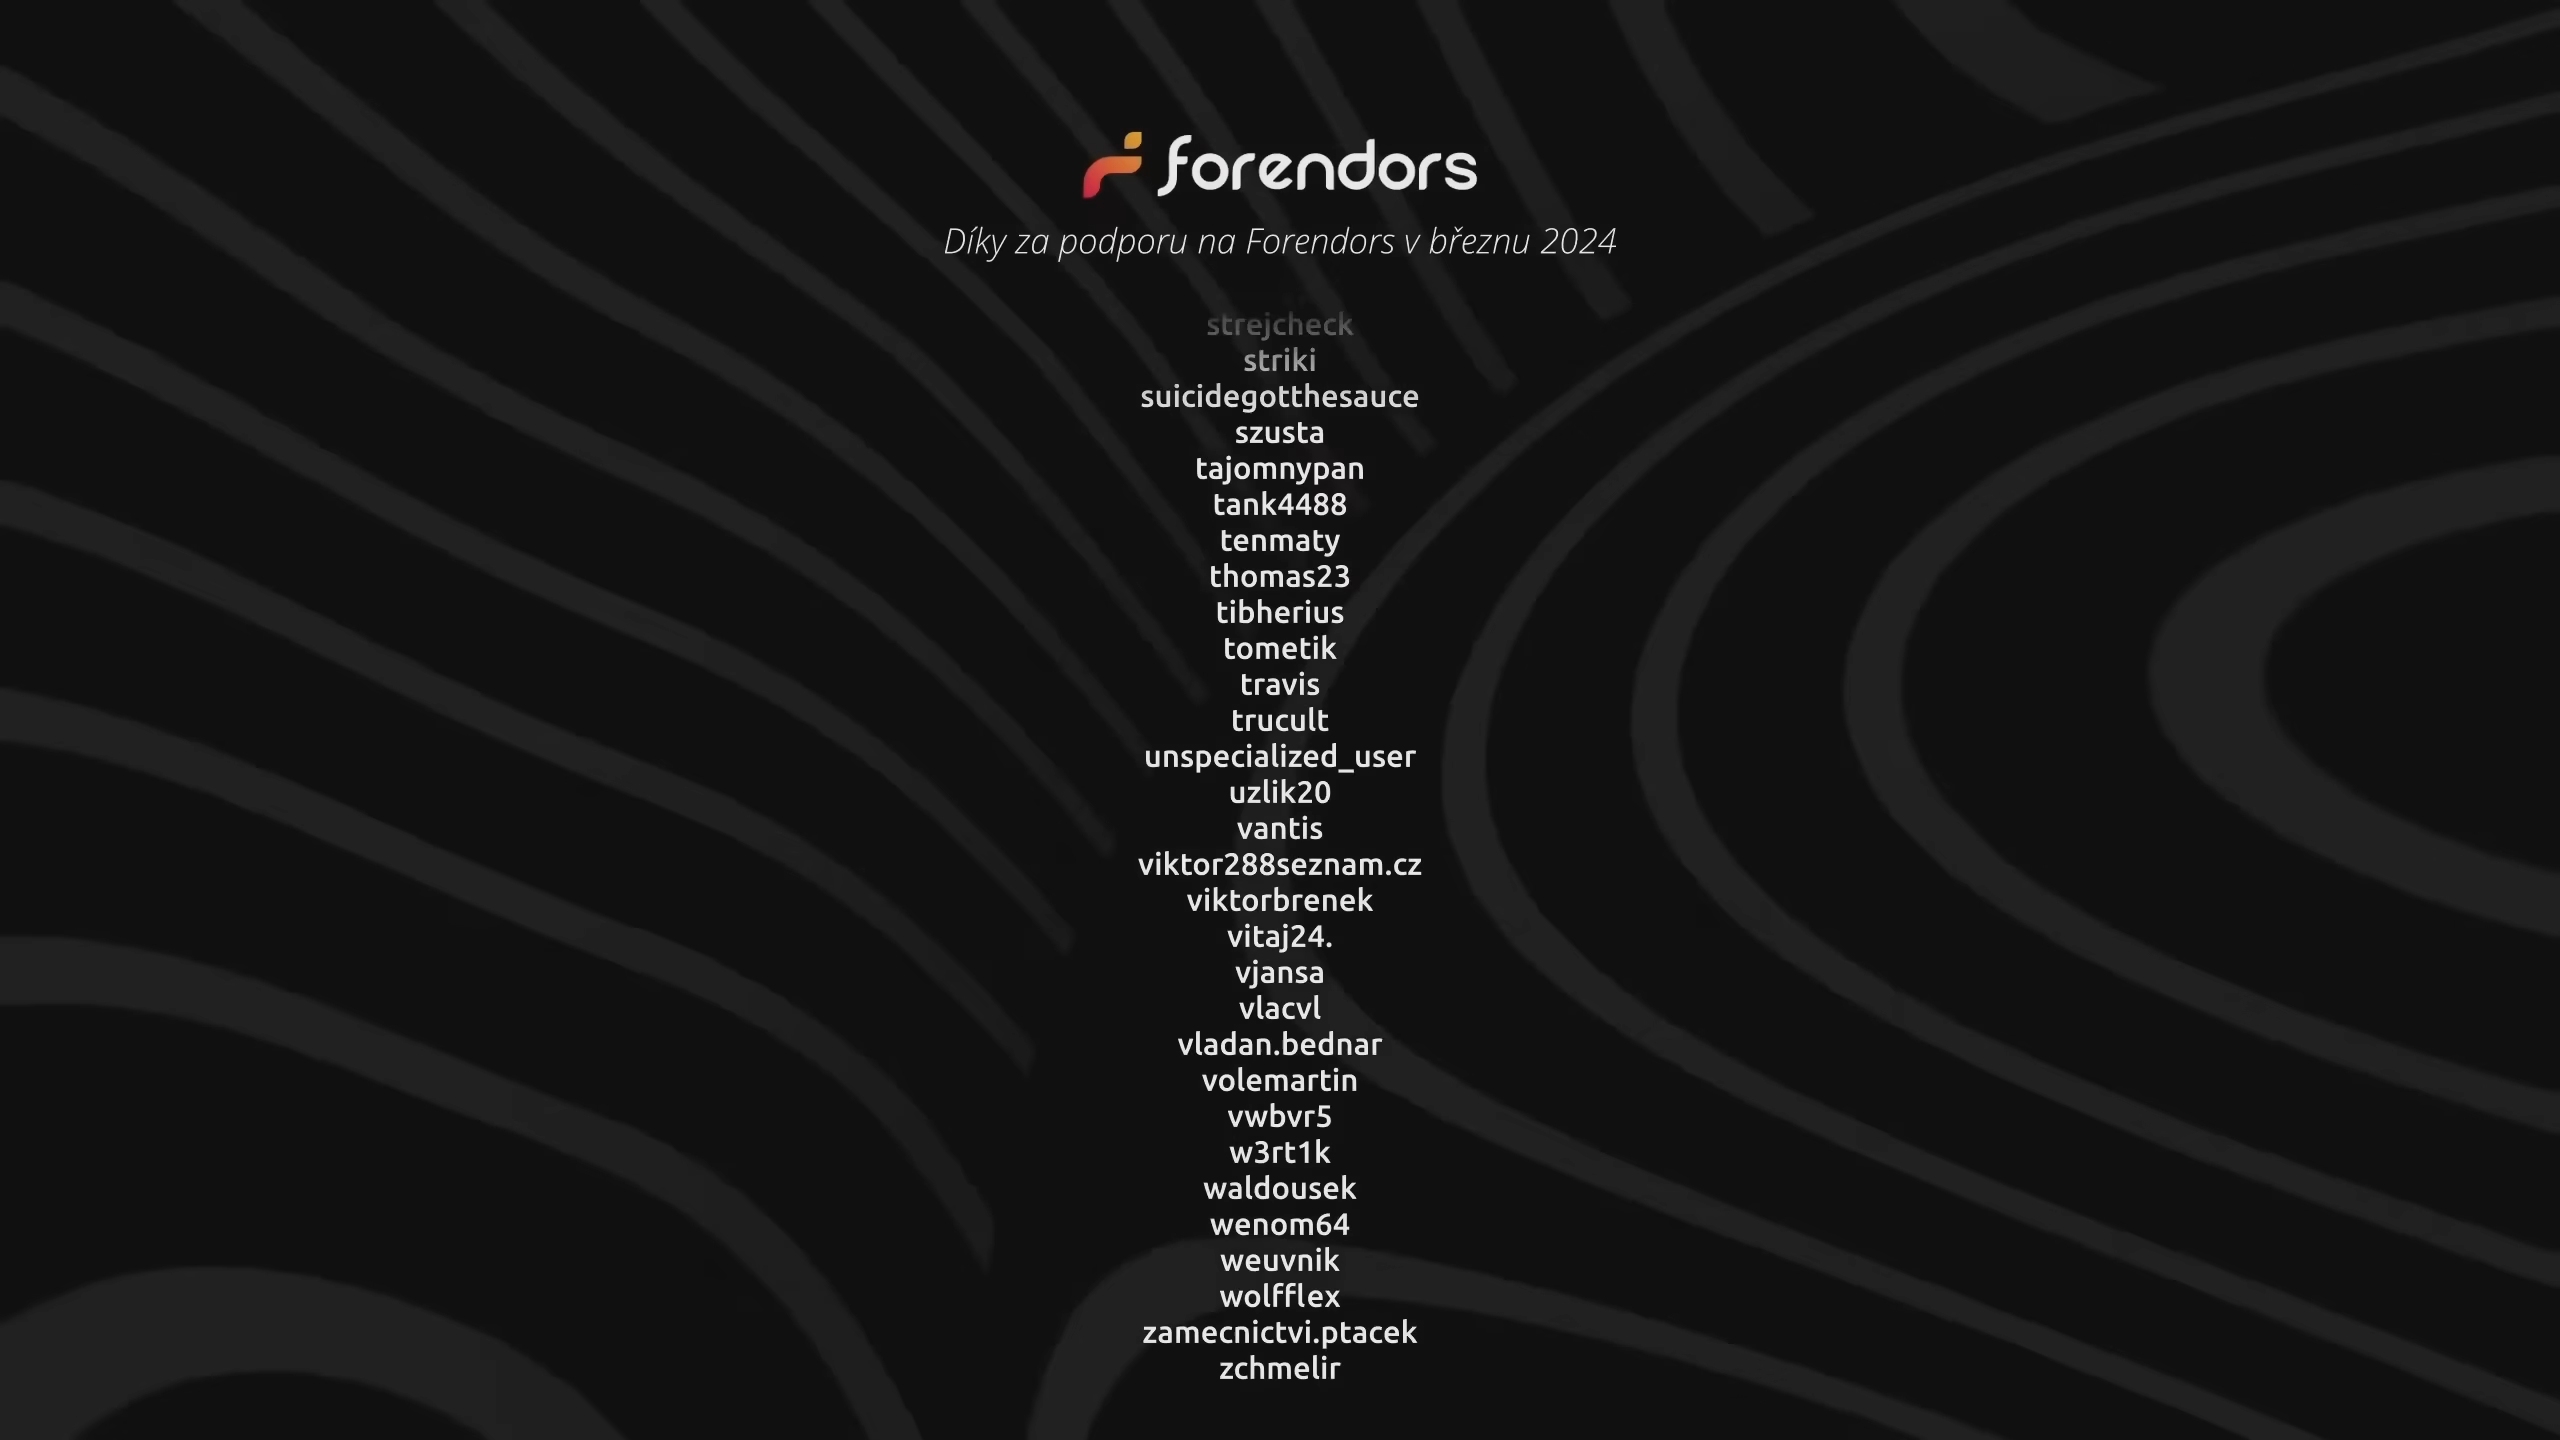 forendors
Díky za podporu na Forendors v březnu 2024
strejcheck
striki
suicidegotthesauce
szusta
tajomnypan
tank4488
tenmaty
thomas23
tibherius
tometik
travis
trucult
unspecialized_user
uzlik20
vantis
viktor288seznam.cz
viktorbrenek
vitaj24.
vjansa
vlacvl
vladan.bednar
volemartin
vwbvr5
w3rt1k
waldousek
wenom64
weuvnik
wolfflex
zamecnictvi.ptacek
zchmelir